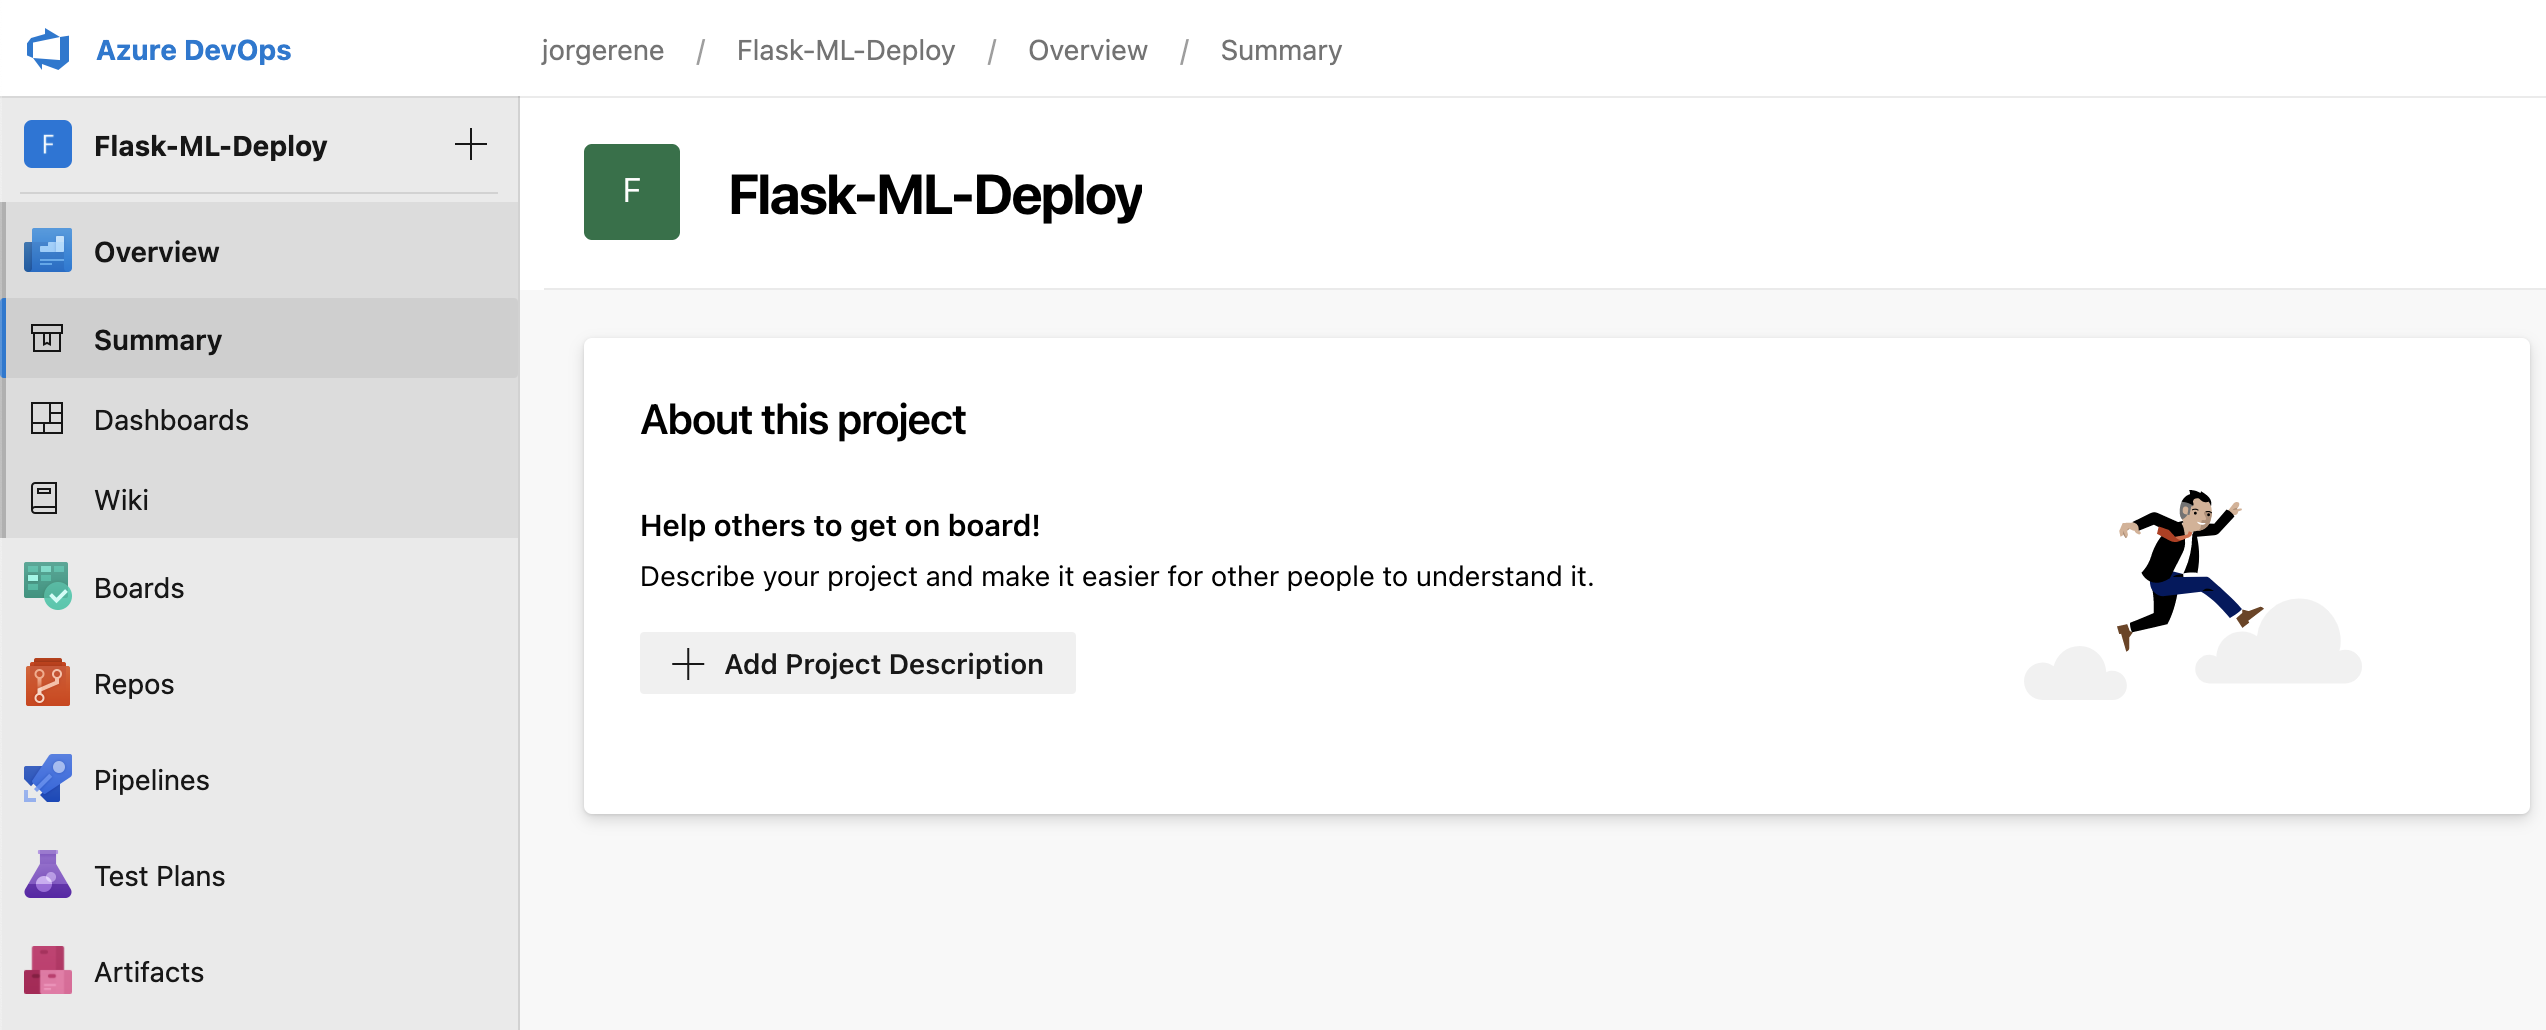 Azure DevOps
jorgerene / Flask-ML-Deploy / Overview / Summary
F Flask-ML-Deploy
Overview
Summary
Dashboards
Wiki
Boards
Repos
Pipelines
Test Plans
Artifacts
F Flask-ML-Deploy
About this project
Help others to get on board!
Describe your project and make it easier for other people to understand it.
Add Project Description